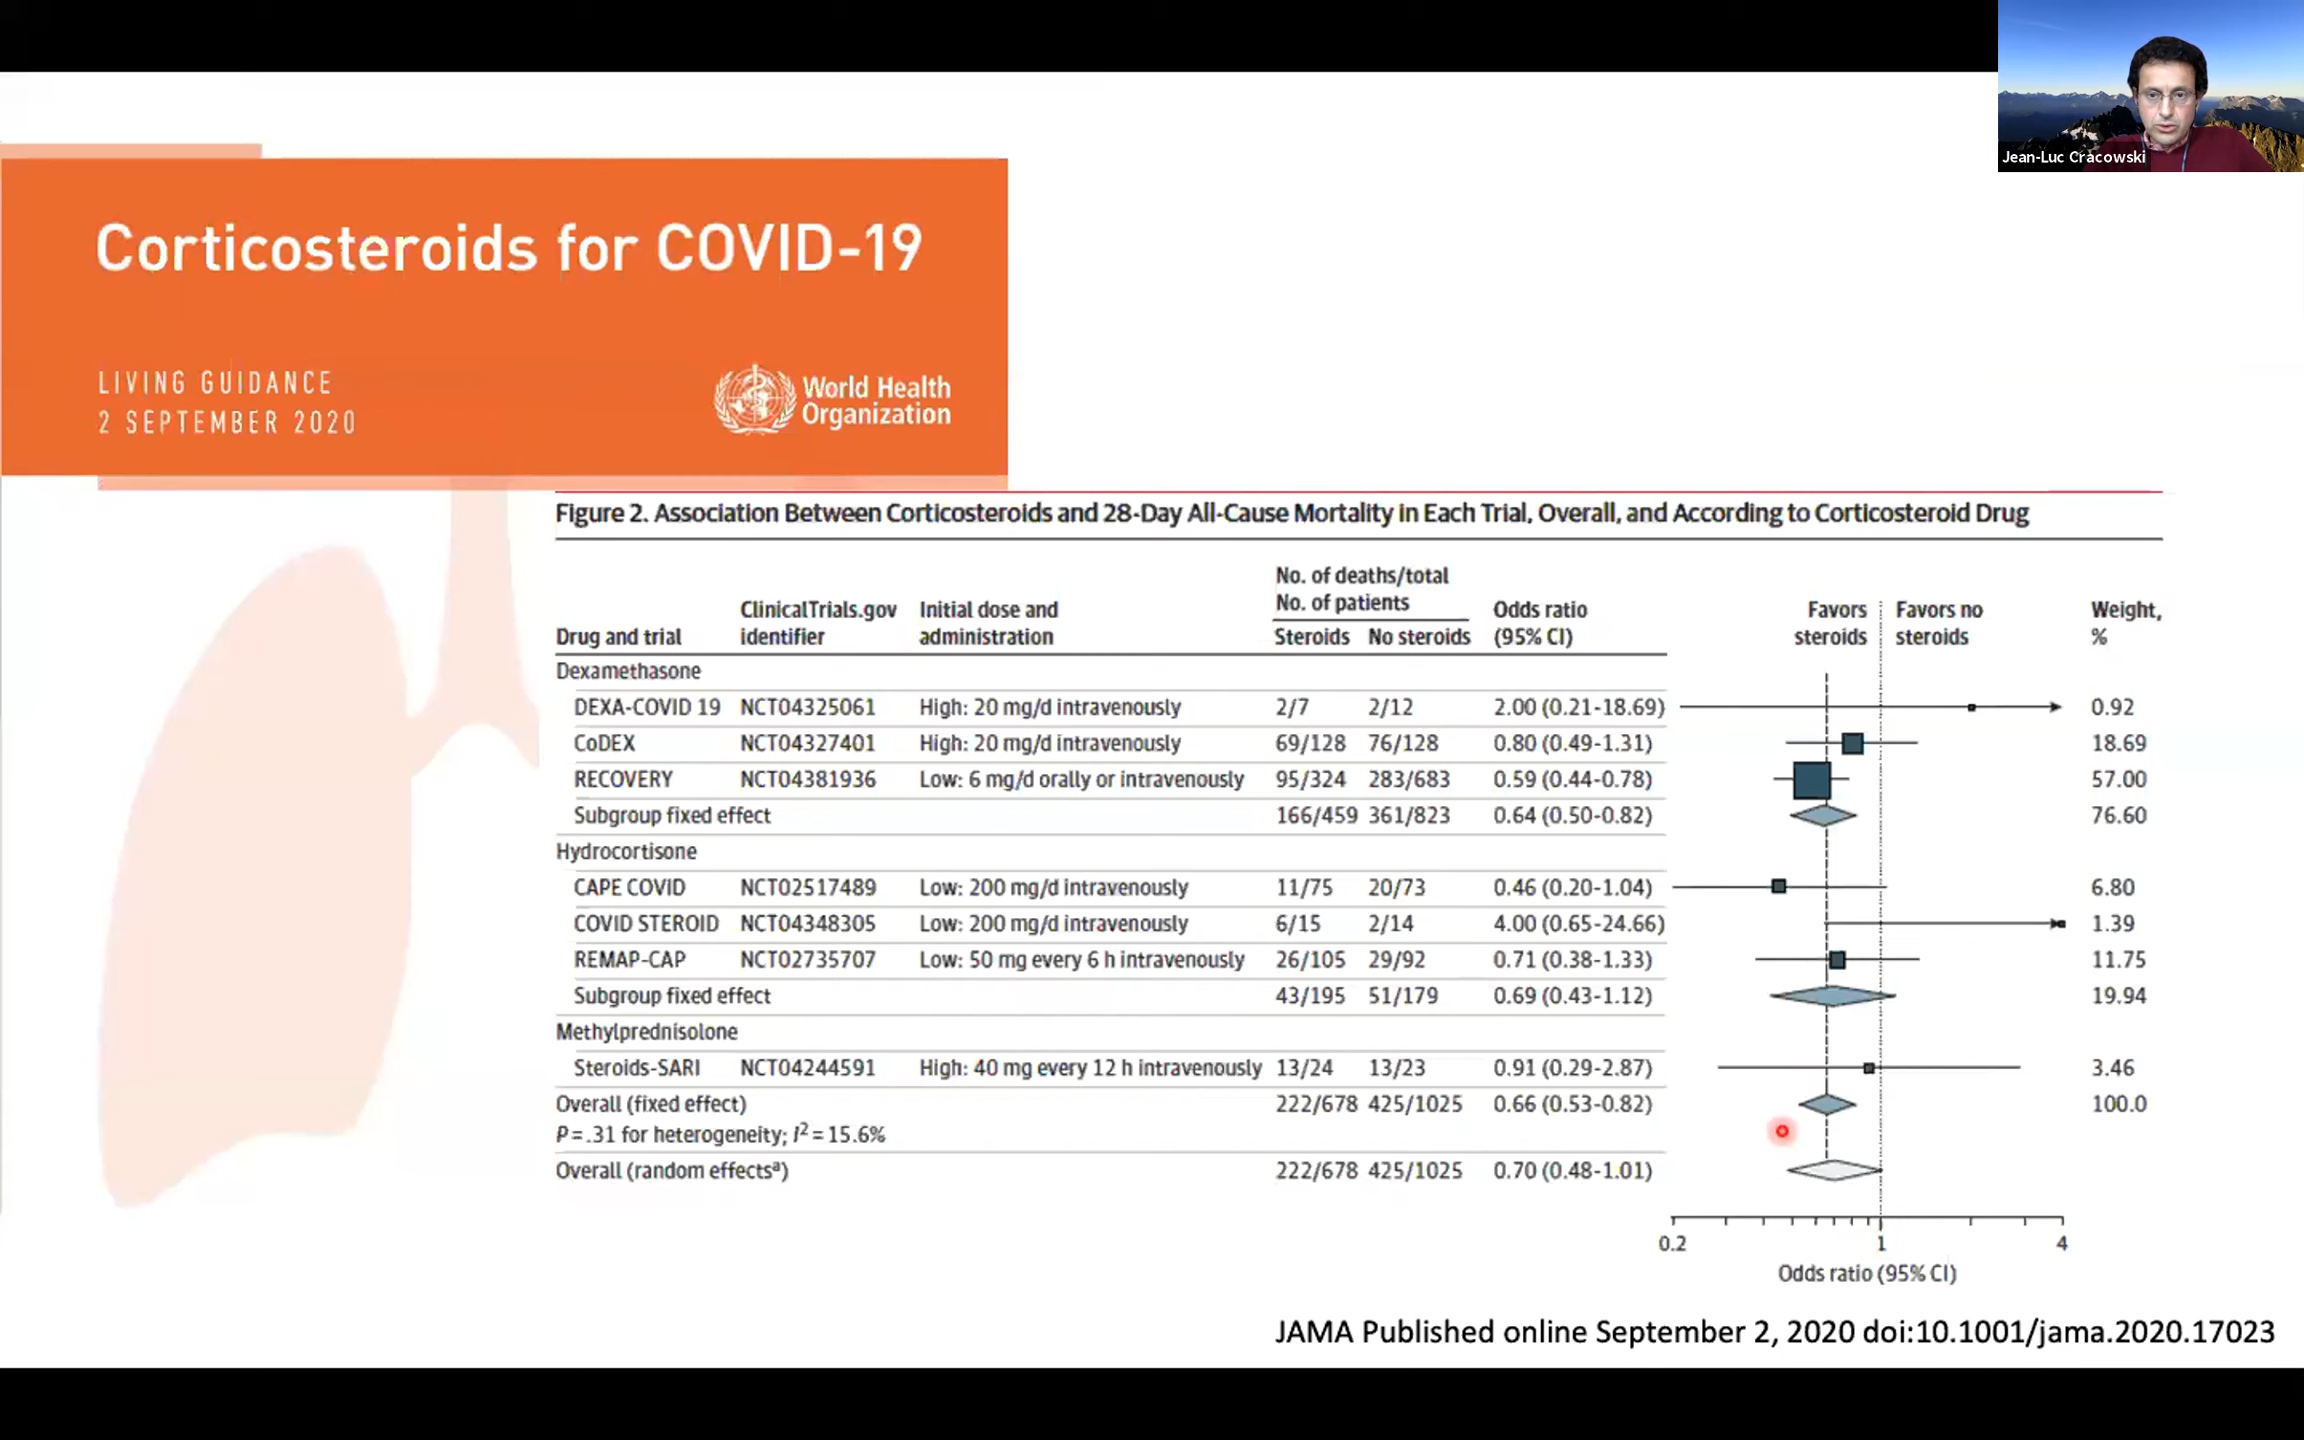 Jean-Luc Cracowski
Corticosteroids for COVID-19
LIVING GUIDANCE
2 SEPTEMBER 2020
World Health
Organization
Figure 2. Association Between Corticosteroids and 28-Day All-Cause Mortality in Each Trial, Overall, and According to Corticosteroid Drug
No. of deaths/total
No. of patients
Drug and trial ClinicalTrials.gov identifier Initial dose and administration Steroids No steroids Odds ratio (95% CI) Favors steroids Favors no steroids Weight, %
Dexamethasone
DEXA-COVID 19 NCT04325061 High: 20 mg/d intravenously 2/7 2/12 2.00 (0.21-18.69) 0.92
CoDEX NCT04327401 High: 20 mg/d intravenously 69/128 76/128 0.80 (0.49-1.31) 18.69
RECOVERY NCT04381936 Low: 6 mg/d orally or intravenously 95/324 283/683 0.59 (0.44-0.78) 57.00
Subgroup fixed effect 166/459 361/823 0.64 (0.50-0.82) 76.60
Hydrocortisone
CAPE COVID NCT02517489 Low: 200 mg/d intravenously 11/75 20/73 0.46 (0.20-1.04) 6.80
COVID STEROID NCT04348305 Low: 200 mg/d intravenously 6/15 2/14 4.00 (0.65-24.66) 1.39
REMAP-CAP NCT02735707 Low: 50 mg every 6 h intravenously 26/105 29/92 0.71 (0.38-1.33) 11.75
Subgroup fixed effect 43/195 51/179 0.69 (0.43-1.12) 19.94
Methylprednisolone
Steroids-SARI NCT04244591 High: 40 mg every 12 h intravenously 13/24 13/23 0.91 (0.29-2.87) 3.46
Overall (fixed effect) 222/678 425/1025 0.66 (0.53-0.82) 100.0
P = .31 for heterogeneity; I² = 15.6%
Overall (random effectsᵃ) 222/678 425/1025 0.70 (0.48-1.01)
0.2 1 4
Odds ratio (95% CI)
JAMA Published online September 2, 2020 doi:10.1001/jama.2020.17023